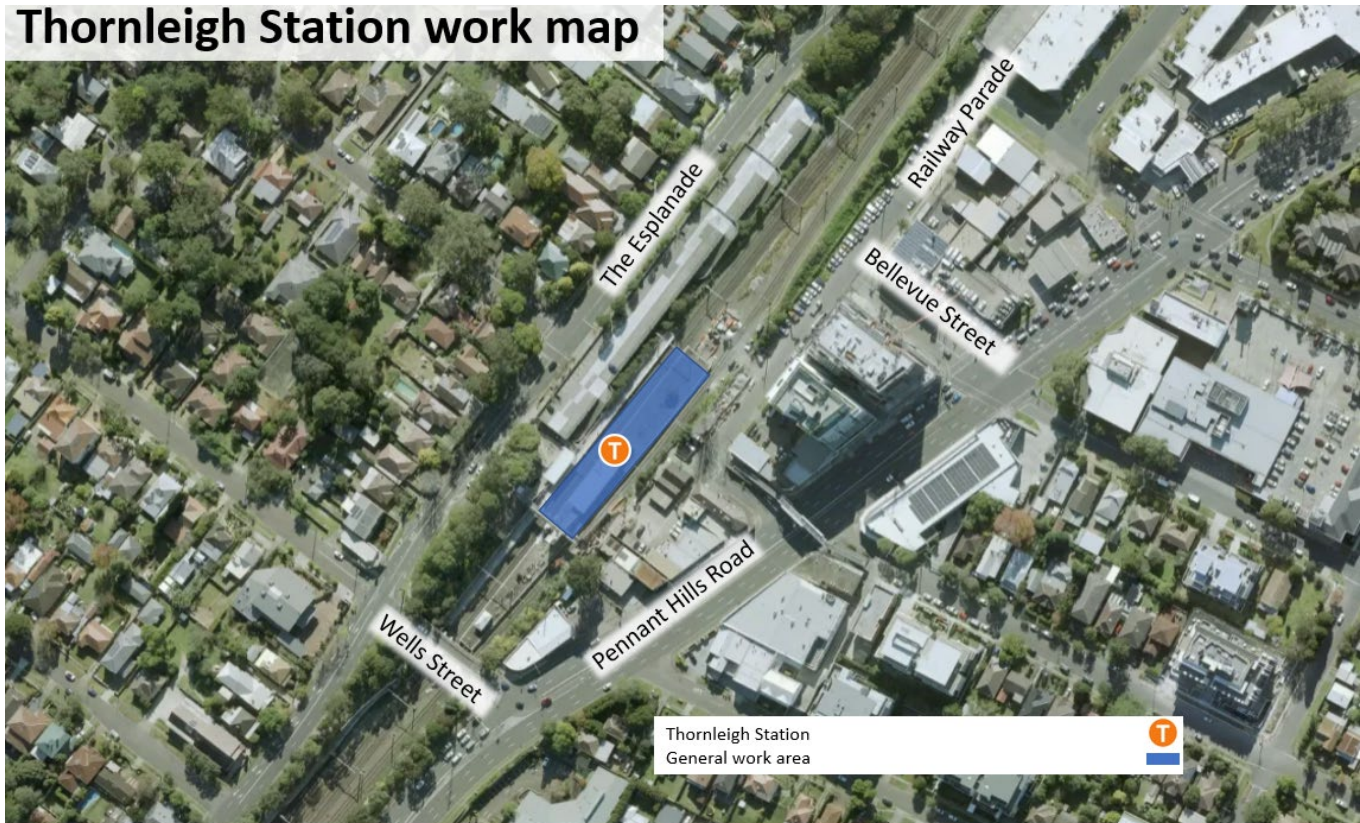 Thornleigh Station work map
Railway Parade
The Esplanade
Bellevue Street
T
Pennant Hills Road
Wells Street
Thornleigh Station T
General work area